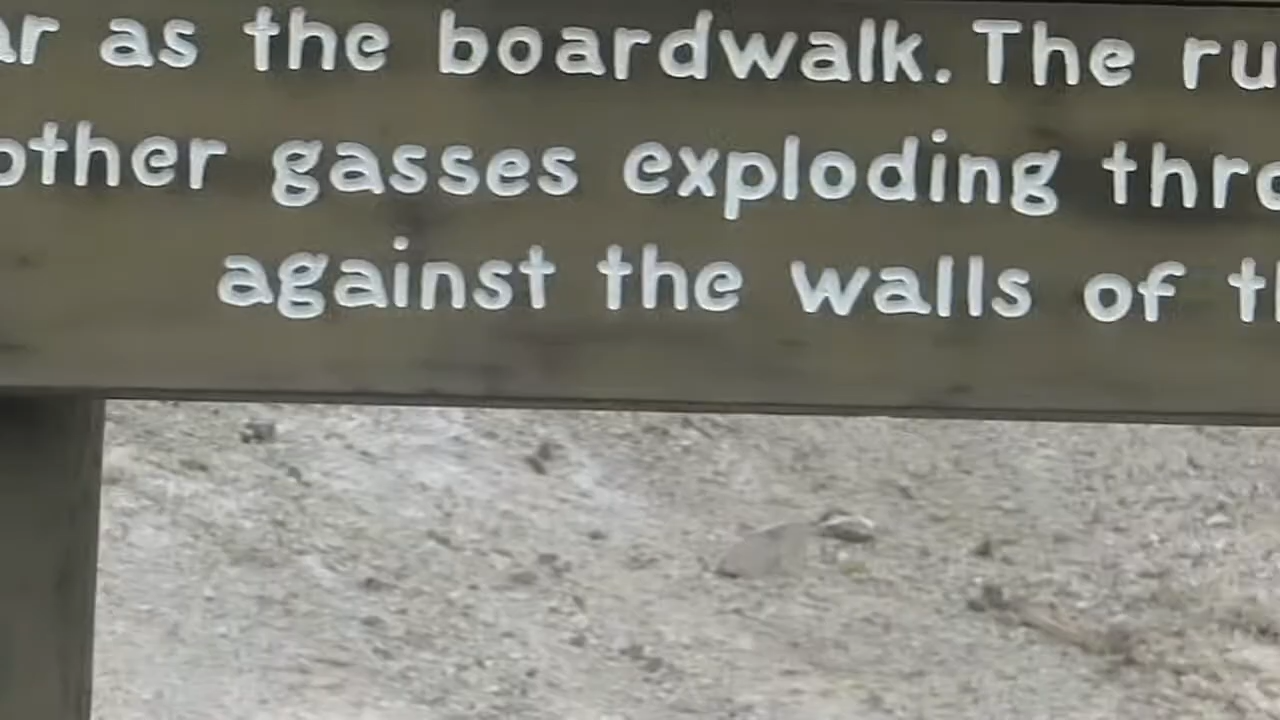 as the boardwalk. The
other gasses exploding
against the walls of